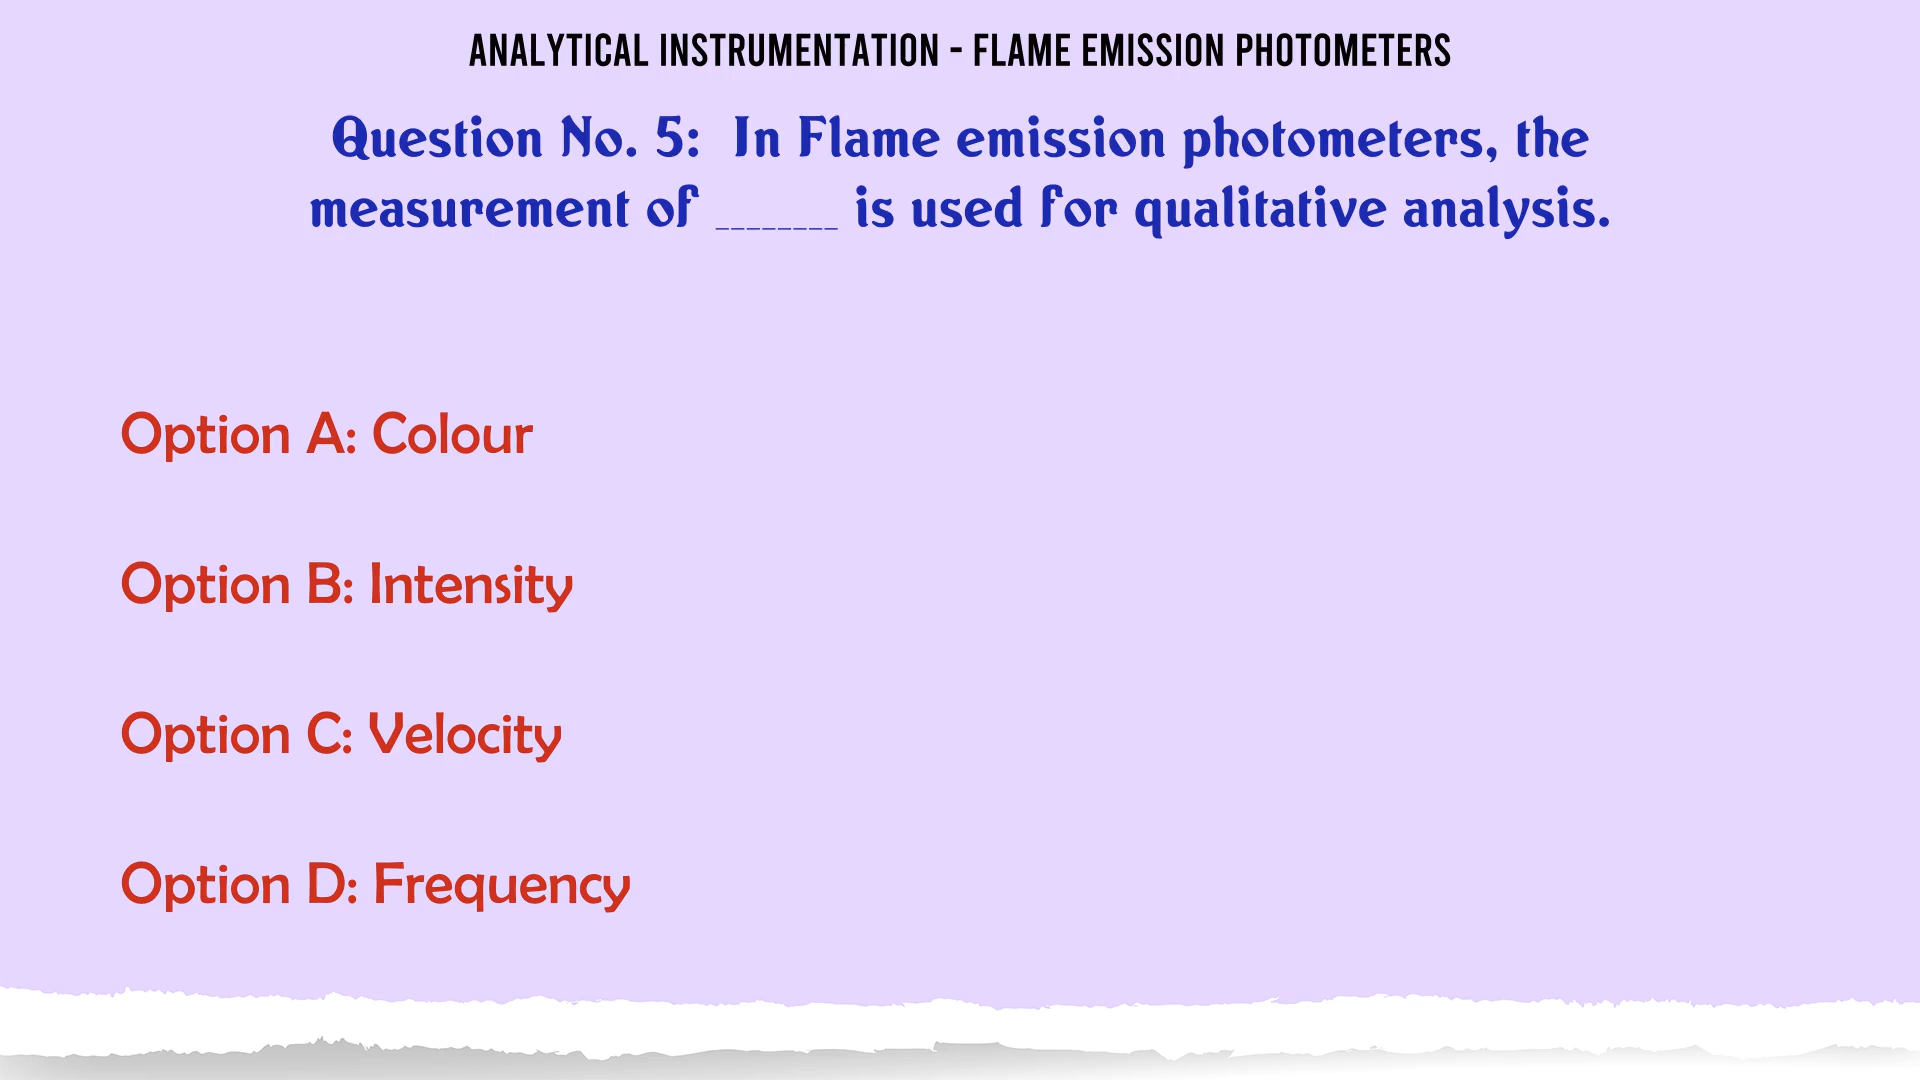 ANALYTICAL INSTRUMENTATION - FLAME EMISSION PHOTOMETERS
Question No. 5:  In Flame emission photometers, the
measurement of ________ is used for qualitative analysis.
Option A: Colour
Option B: Intensity
Option C: Velocity
Option D: Frequency